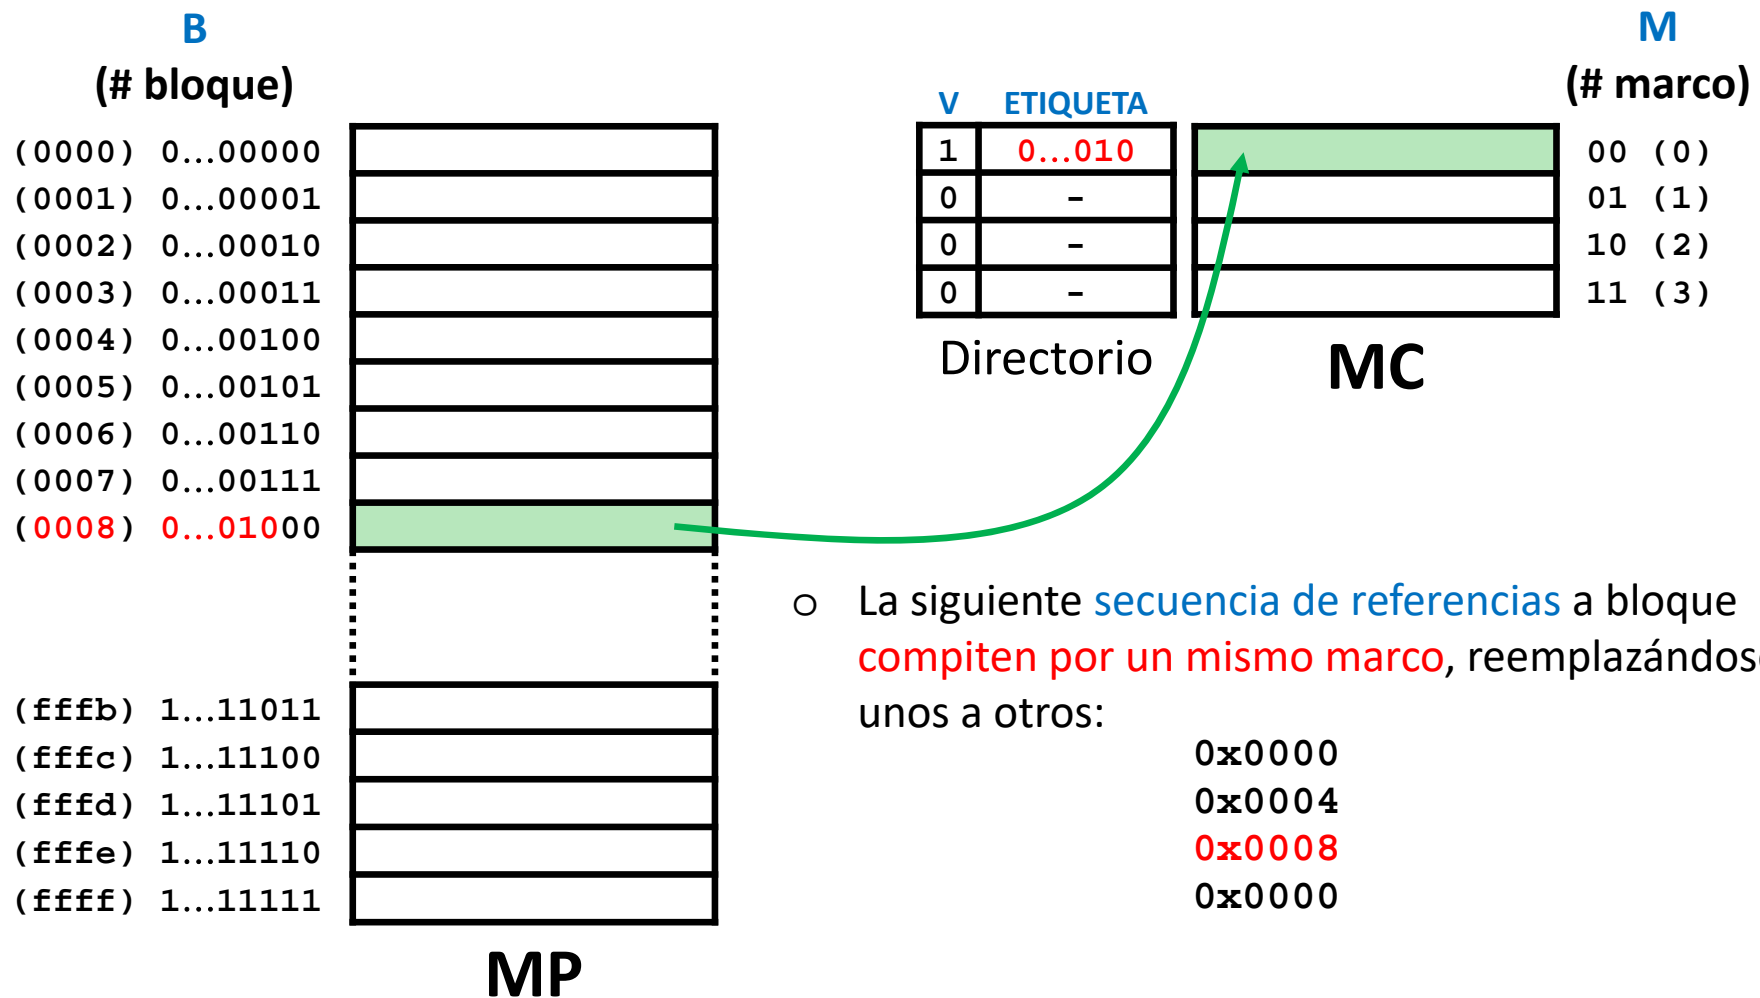 B
(# bloque)
(0000) 0...00000
(0001) 0...00001
(0002) 0...00010
(0003) 0...00011
(0004) 0...00100
(0005) 0...00101
(0006) 0...00110
(0007) 0...00111
(0008) 0...01000
(fffb) 1...11011
(fffc) 1...11100
(fffd) 1...11101
(fffe) 1...11110
(ffff) 1...11111
MP
V ETIQUETA
1 0...010
0 -
0 -
0 -
Directorio
MC
M
(# marco)
00 (0)
01 (1)
10 (2)
11 (3)
o La siguiente secuencia de referencias a bloque
compiten por un mismo marco, reemplazándos
unos a otros:
0x0000
0x0004
0x0008
0x0000